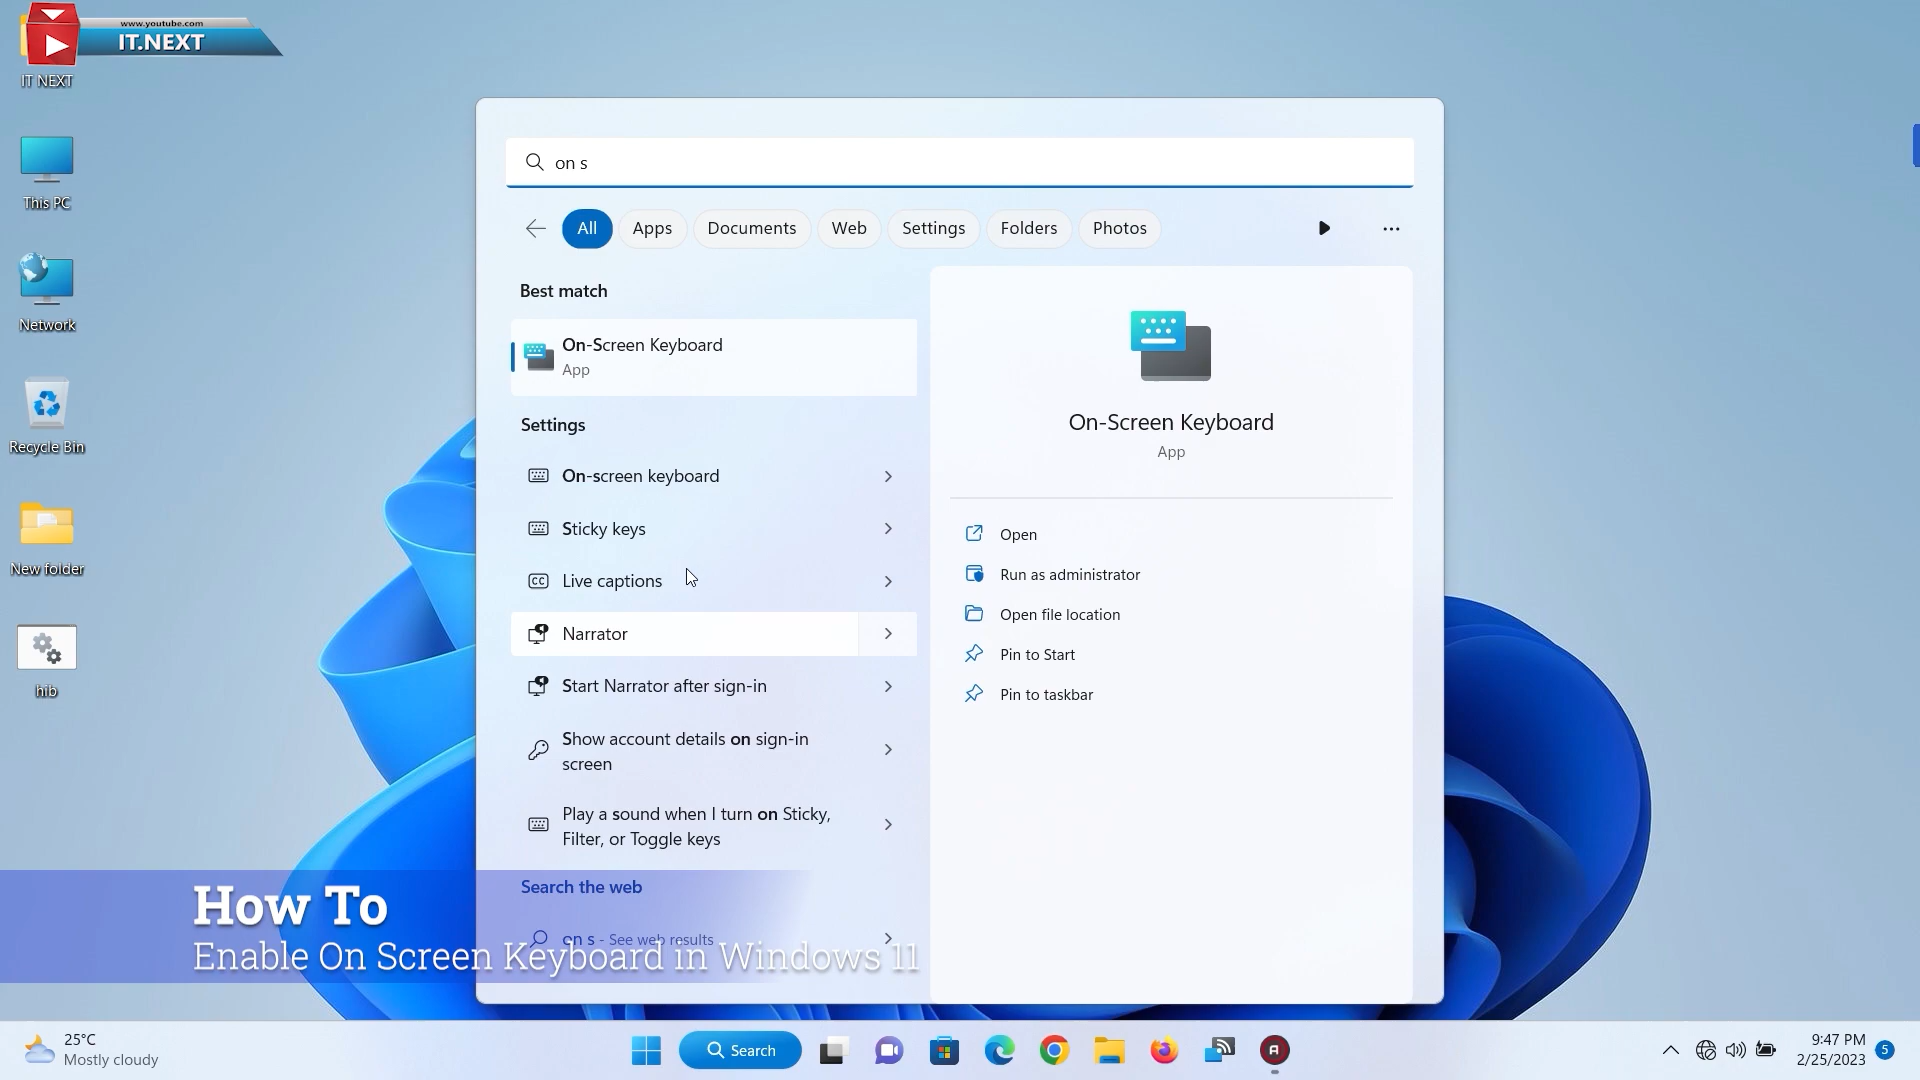 www.youtube.com
IT.NEXT
IT NEXT
This PC
Network
Recycle Bin
New folder
hib
on s
All
Apps
Documents
Web
Settings
Folders
Photos
Best match
On-Screen Keyboard
App
Settings
On-screen keyboard
Sticky keys
Live captions
Narrator
Start Narrator after sign-in
Show account details on sign-in
screen
Play a sound when I turn on Sticky,
Filter, or Toggle keys
Search the web
on s - See web results
On-Screen Keyboard
App
Open
Run as administrator
Open file location
Pin to Start
Pin to taskbar
How To
Enable On Screen Keyboard in Windows 11
25°C
Mostly cloudy
Search
9:47 PM
2/25/2023
5